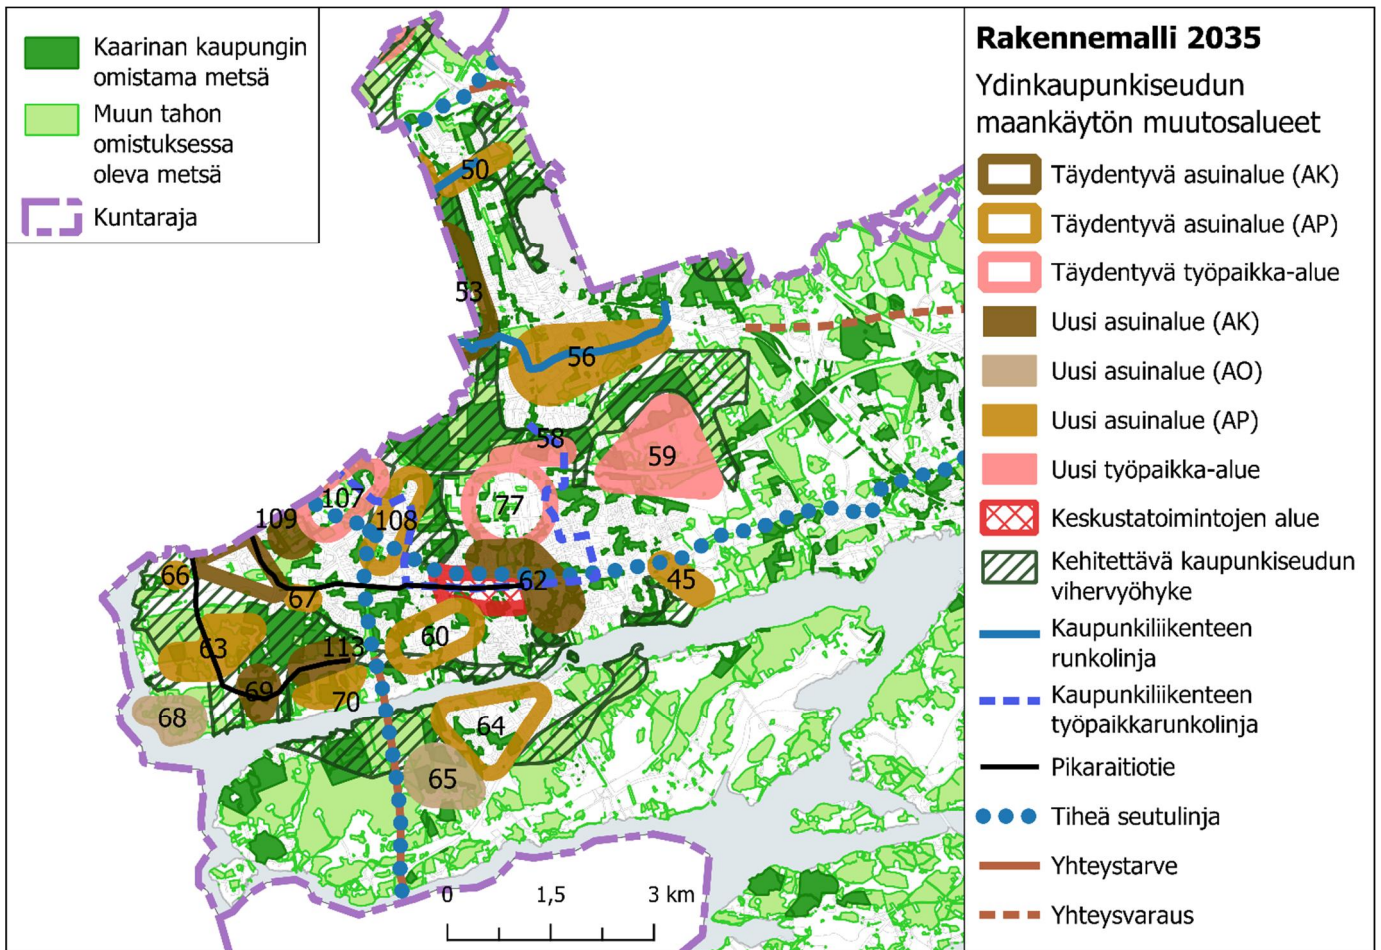 Kaarinan kaupungin
omistama metsä
Muun tahon
omistuksessa
oleva metsä
Kuntaraja
Rakennemalli 2035
Ydinkaupunkiseudun
maankäytön muutosalueet
Täydentyvä asuinalue (AK)
Täydentyvä asuinalue (AP)
Täydentyvä työpaikka-alue
Uusi asuinalue (AK)
Uusi asuinalue (AO)
Uusi asuinalue (AP)
Uusi työpaikka-alue
Keskustatoimintojen alue
Kehitettävä kaupunkiseudun
vihervyöhyke
Kaupunkiliikenteen
runkolinja
Kaupunkiliikenteen
työpaikkarunkolinja
Pikaraitiotie
Tiheä seutulinja
Yhteystarve
Yhteysvaraus
50
53
56
58
59
107
77
109
108
66
67
62
45
63
113
60
69
70
68
64
65
0 1,5 3 km